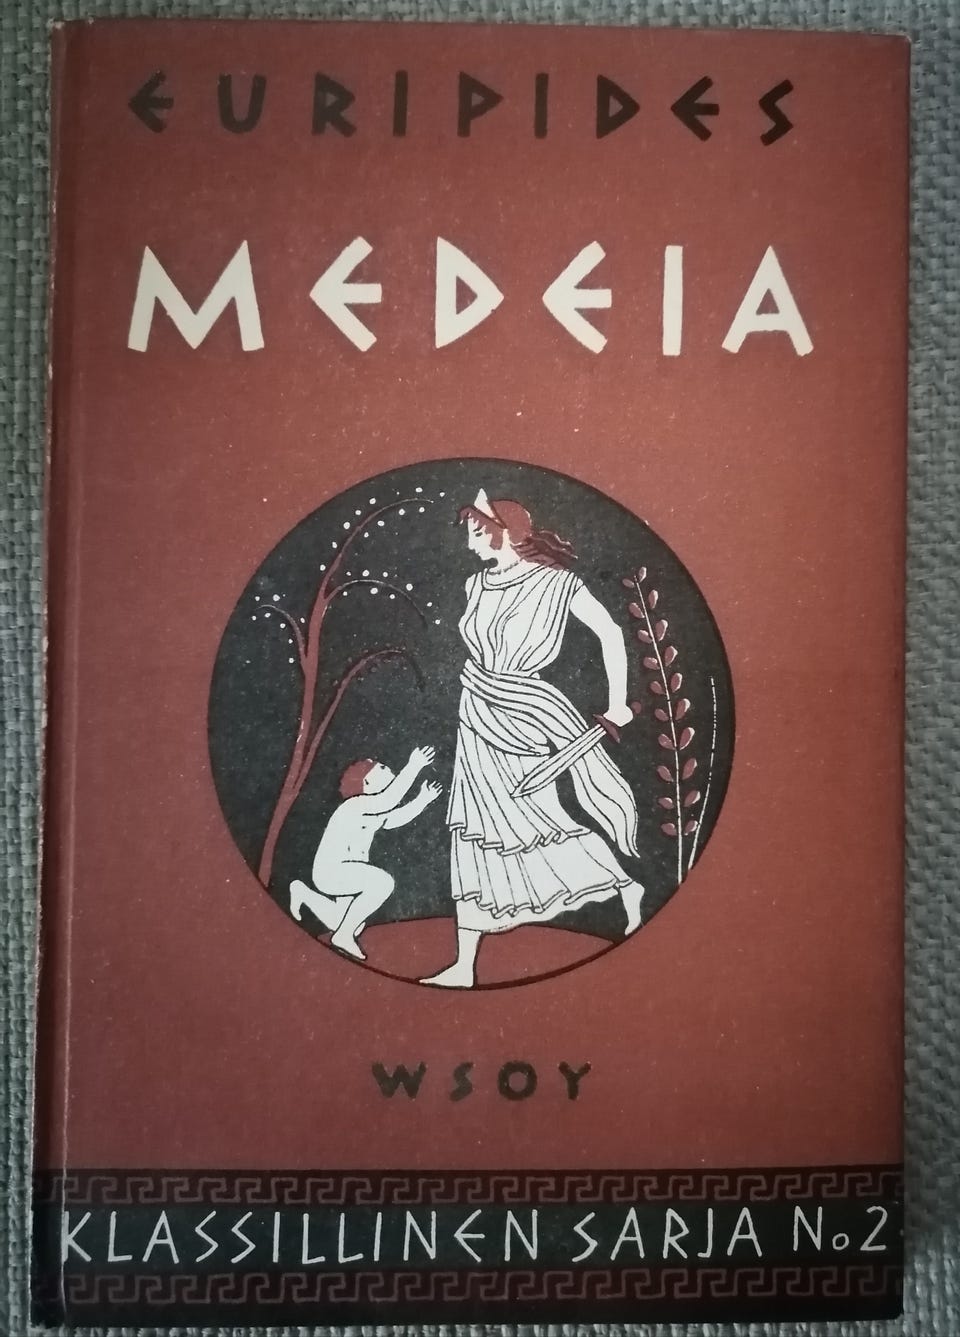 EURIPIDES
MEDEIA
WSOY
KLASSILLINEN SARJA No 2